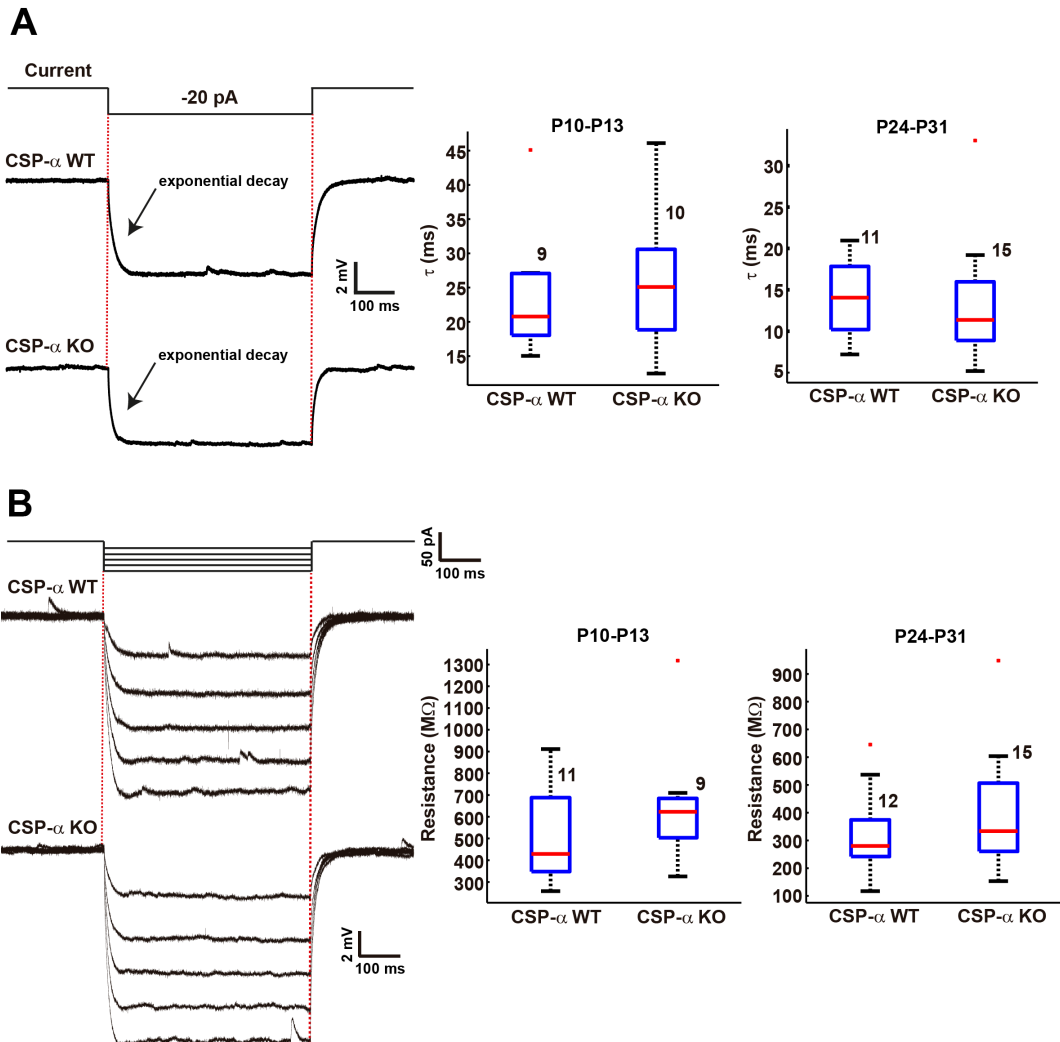 A
Current
-20 pA
CSP-α WT
exponential decay
2 mV
100 ms
CSP-α KO
exponential decay
P10-P13
τ (ms)
45
40
35
30
25
20
15
9
10
CSP-α WT CSP-α KO
P24-P31
τ (ms)
30
25
20
15
10
5
11
15
CSP-α WT CSP-α KO
B
50 pA
100 ms
CSP-α WT
CSP-α KO
2 mV
100 ms
P10-P13
Resistance (MΩ)
1300
1200
1100
1000
900
800
700
600
500
400
300
11
9
CSP-α WT CSP-α KO
P24-P31
Resistance (MΩ)
900
800
700
600
500
400
300
200
100
12
15
CSP-α WT CSP-α KO